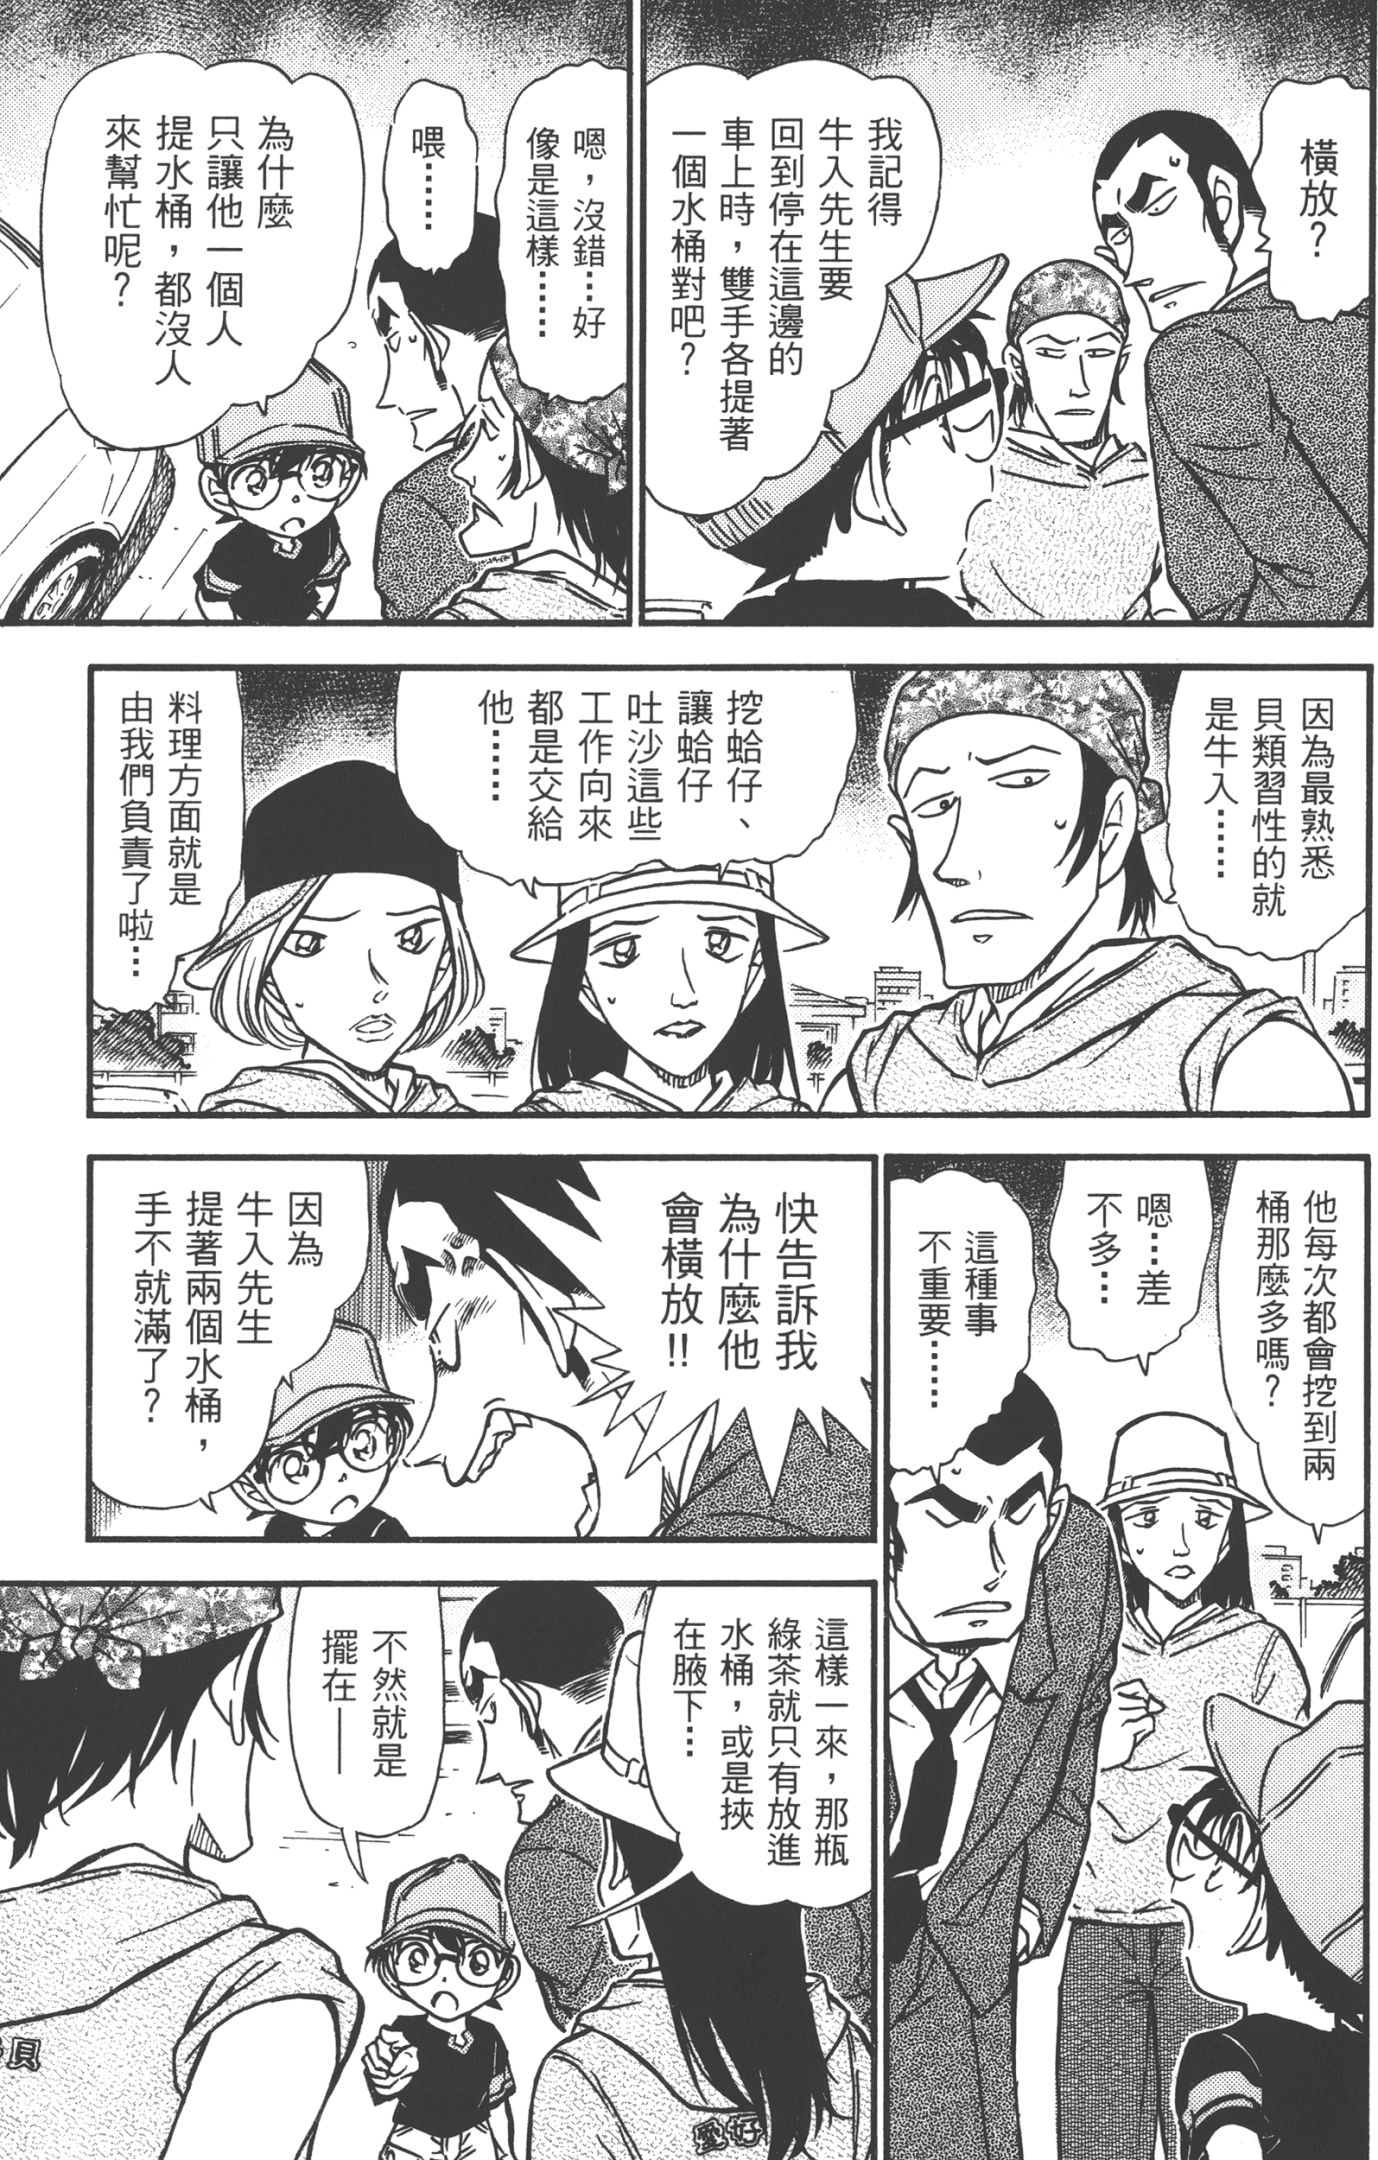 橫放？
我記得
牛入先生要
回到停在這邊的
車上時，雙手各提著
一個水桶對吧？
嗯，沒錯…好
像是這樣……
喂……
為什麼
只讓他一個人
提水桶，都沒人
來幫忙呢？
因為最熟悉
貝類習性的就
是牛入……
挖蛤仔、
讓蛤仔
吐沙這些
工作向來
都是交給
他……
料理方面就是
由我們負責了啦…
他每次都會挖到兩
桶那麼多嗎？
嗯…差
不多…
這種事
不重要……
快告訴我
為什麼他
會橫放!!
因為
牛入先生
提著兩個水桶，
手不就滿了？
這樣一來，那瓶
綠茶就只有放進
水桶，或是挾
在腋下…
不然就是
擺在——
愛好
貝